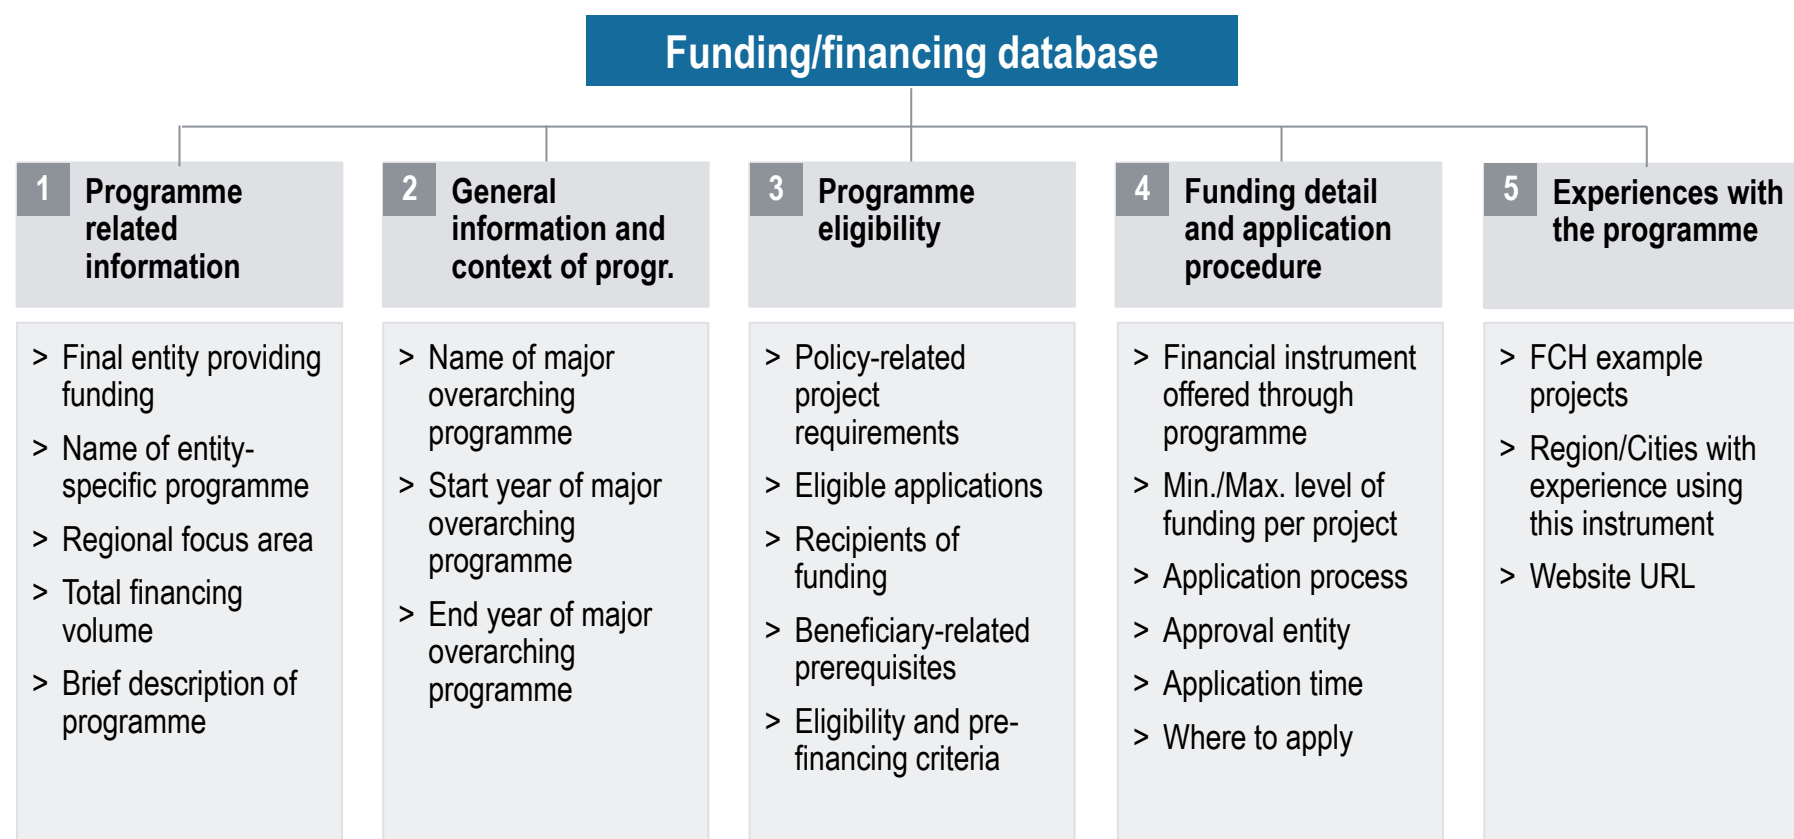 Funding/financing database
1
Programme
related
information
> Final entity providing
funding
> Name of entity-
specific programme
> Regional focus area
> Total financing
volume
> Brief description of
programme
2
General
information and
context of progr.
> Name of major
overarching
programme
> Start year of major
overarching
programme
> End year of major
overarching
programme
3
Programme
eligibility
> Policy-related
project
requirements
> Eligible applications
> Recipients of
funding
> Beneficiary-related
prerequisites
> Eligibility and pre-
financing criteria
4
Funding detail
and application
procedure
> Financial instrument
offered through
programme
> Min./Max. level of
funding per project
> Application process
> Approval entity
> Application time
> Where to apply
5
Experiences with
the programme
> FCH example
projects
> Region/Cities with
experience using
this instrument
> Website URL